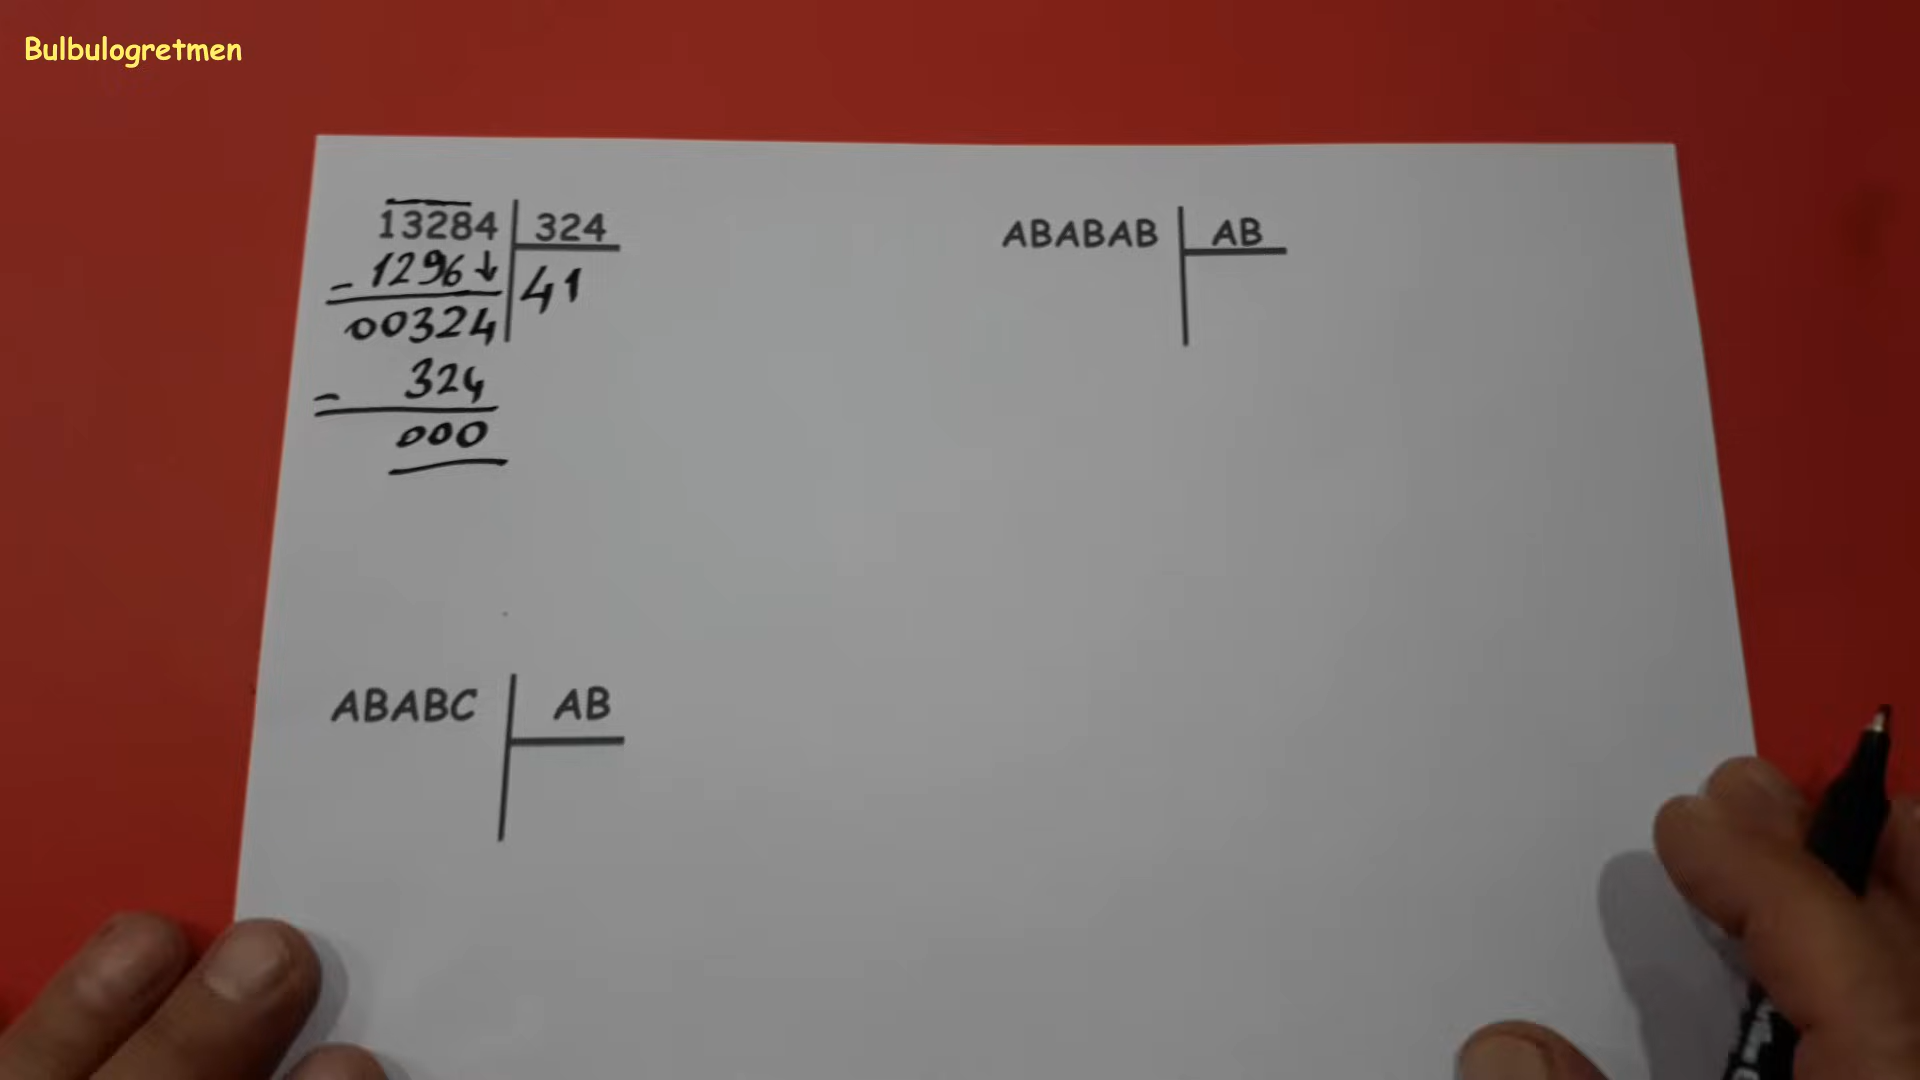 Bulbulogretmen
13284 324
- 1296↓ 41
00324
- 324
000
ABABAB AB
ABABC AB